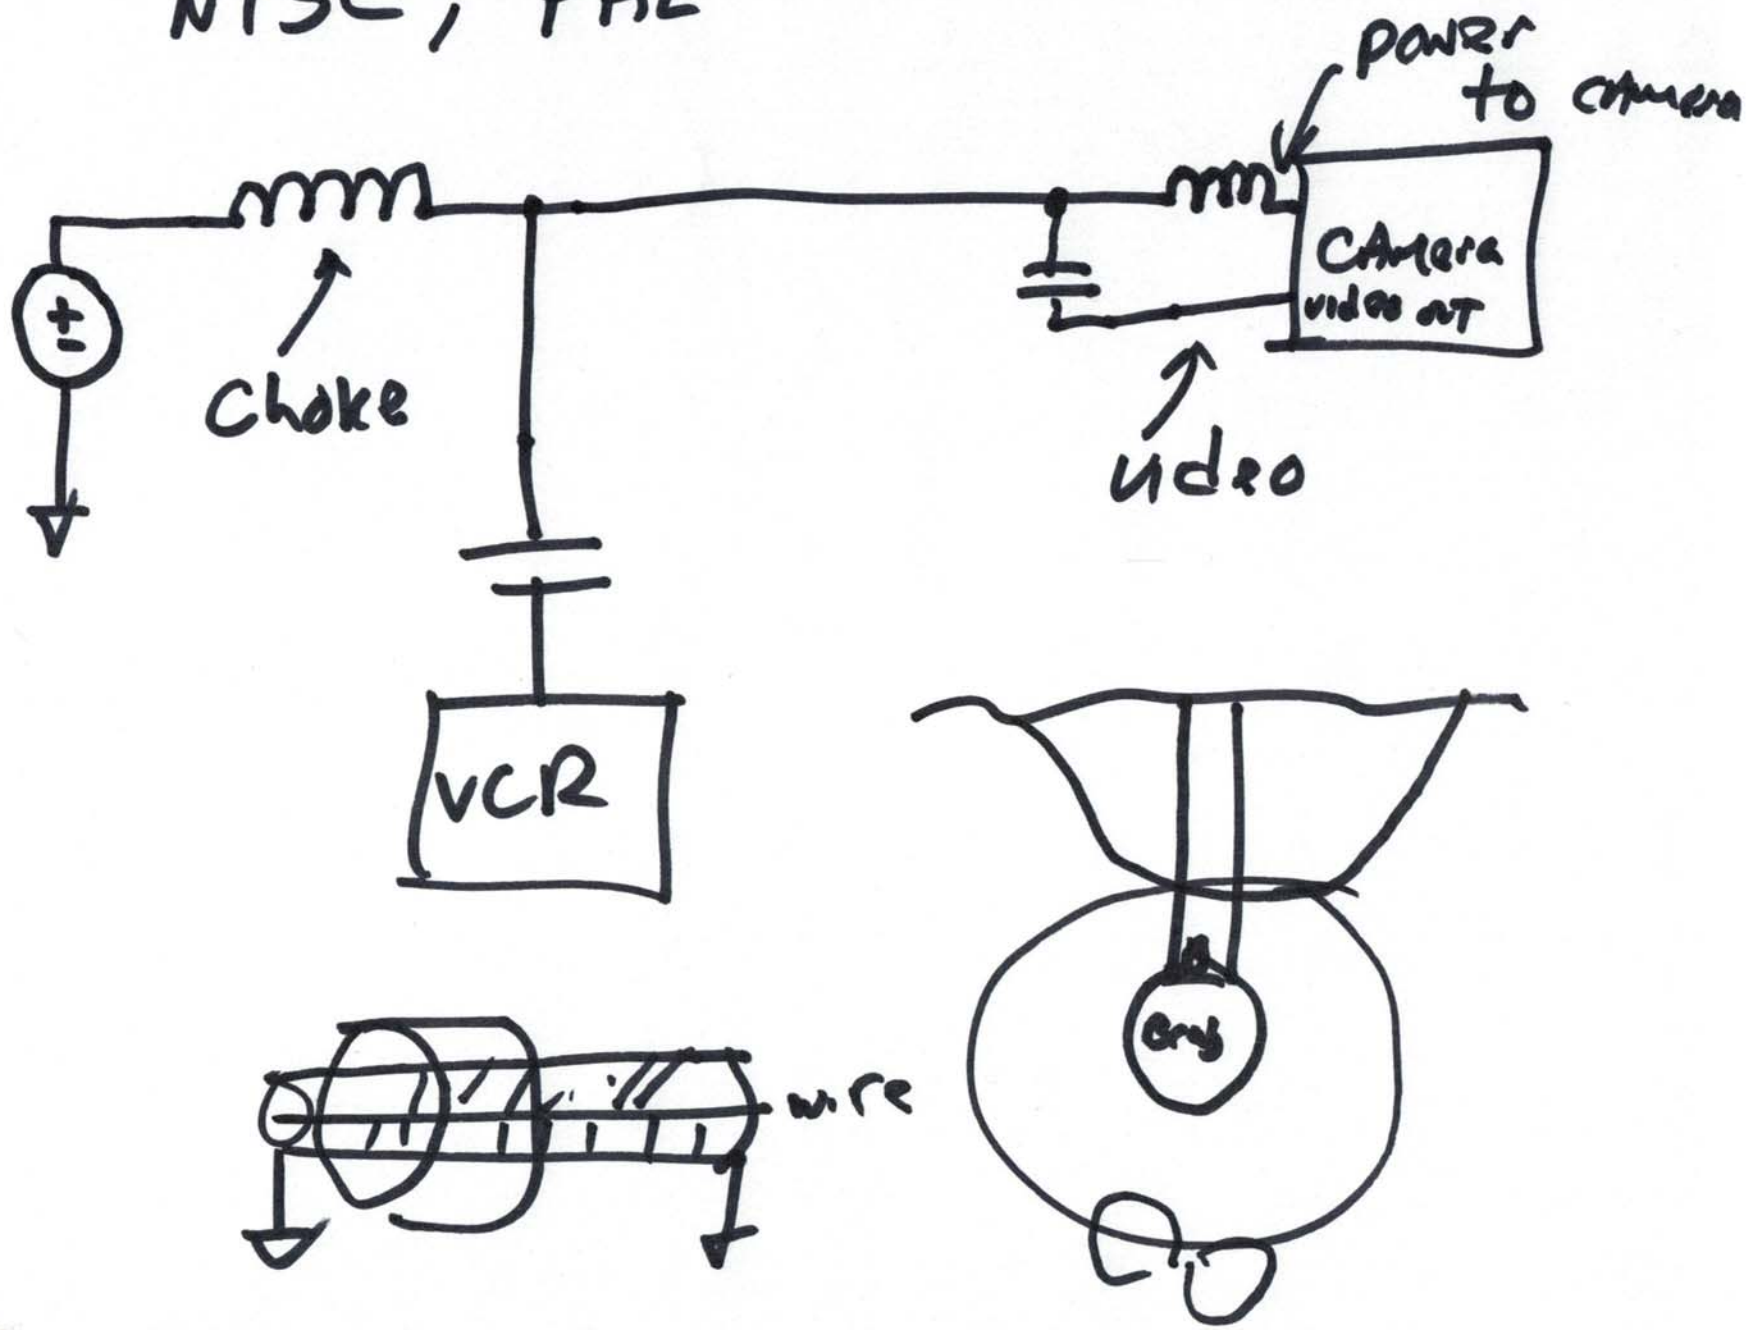 NTSC, PAL
power
to camera
+
-
CAMera
video out
Choke
video
VCR
wire